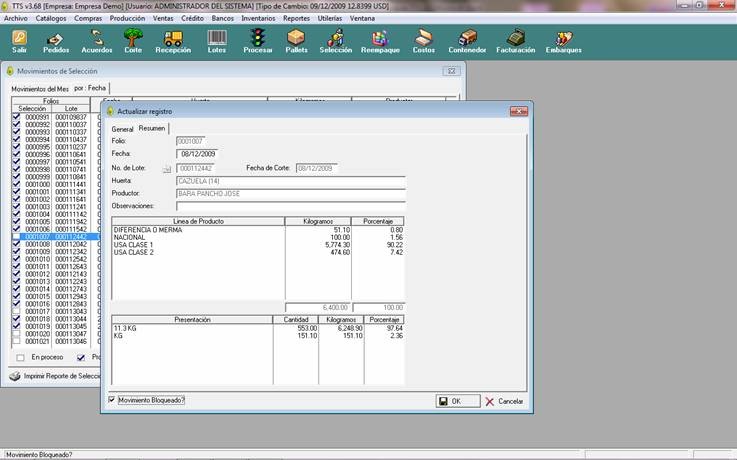 TTS v3.68 [Empresa: Empresa Demo] [Usuario: ADMINISTRADOR DEL SISTEMA] [Tipo de Cambio: 09/12/2009 12.8399 USD]
Archivo Catálogos Compras Producción Ventas Crédito Bancos Inventarios Reportes Utilerías Ventana
Salir Pedidos Acuerdos Corte Recepción Lotes Procesar Pallets Selección Reempaque Costos Contenedor Facturación Embarques
Movimientos de Selección
Movimientos del Mes por: Fecha
Folios
Selección Lote
0000991 000109837
0000992 000110037
0000993 000110337
0000994 000110437
0000995 000110237
0000996 000110641
0000997 000110541
0000998 000110741
0000999 000110841
0001000 000111441
0001001 000111341
0001002 000111641
0001003 000111241
0001004 000111142
0001005 000111942
0001006 000111542
0001007 000112442
0001008 000112042
0001009 000112342
0001010 000112542
0001011 000112643
0001012 000112143
0001013 000112243
0001014 000112743
0001015 000112943
0001016 000112843
0001017 000113043
0001018 000113044
0001019 000113045
0001020 000113047
0001021 000113046
En proceso
Imprimir Reporte de Selecci
Actualizar registro
General Resumen
Folio: 0001007
Fecha: 08/12/2009
No. de Lote: 000112442 Fecha de Corte: 08/12/2009
Huerta: CAZUELA (14)
Productor: BARA PANCHO JOSE
Observaciones:
Linea de Producto Kilogramos Porcentaje
DIFERENCIA O MERMA 51.10 0.80
NACIONAL 100.00 1.56
USA CLASE 1 5,774.30 90.22
USA CLASE 2 474.60 7.42
6,400.00 100.00
Presentación Cantidad Kilogramos Porcentaje
11.3 KG 553.00 6,248.90 97.64
KG 151.10 151.10 2.36
Movimiento Bloqueado?
OK Cancelar
Movimiento Bloqueado?